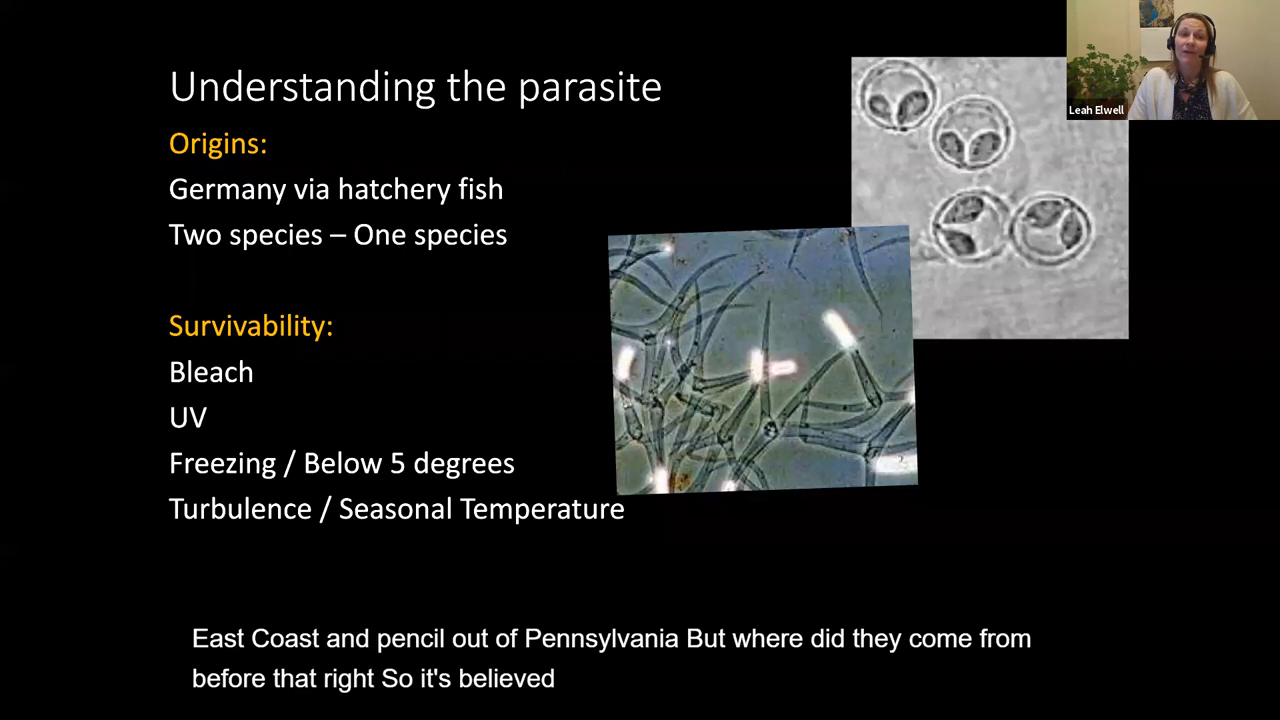 Understanding the parasite
Origins:
Germany via hatchery fish
Two species – One species
Survivability:
Bleach
UV
Freezing / Below 5 degrees
Turbulence / Seasonal Temperature
Leah Elwell
East Coast and pencil out of Pennsylvania But where did they come from
before that right So it's believed